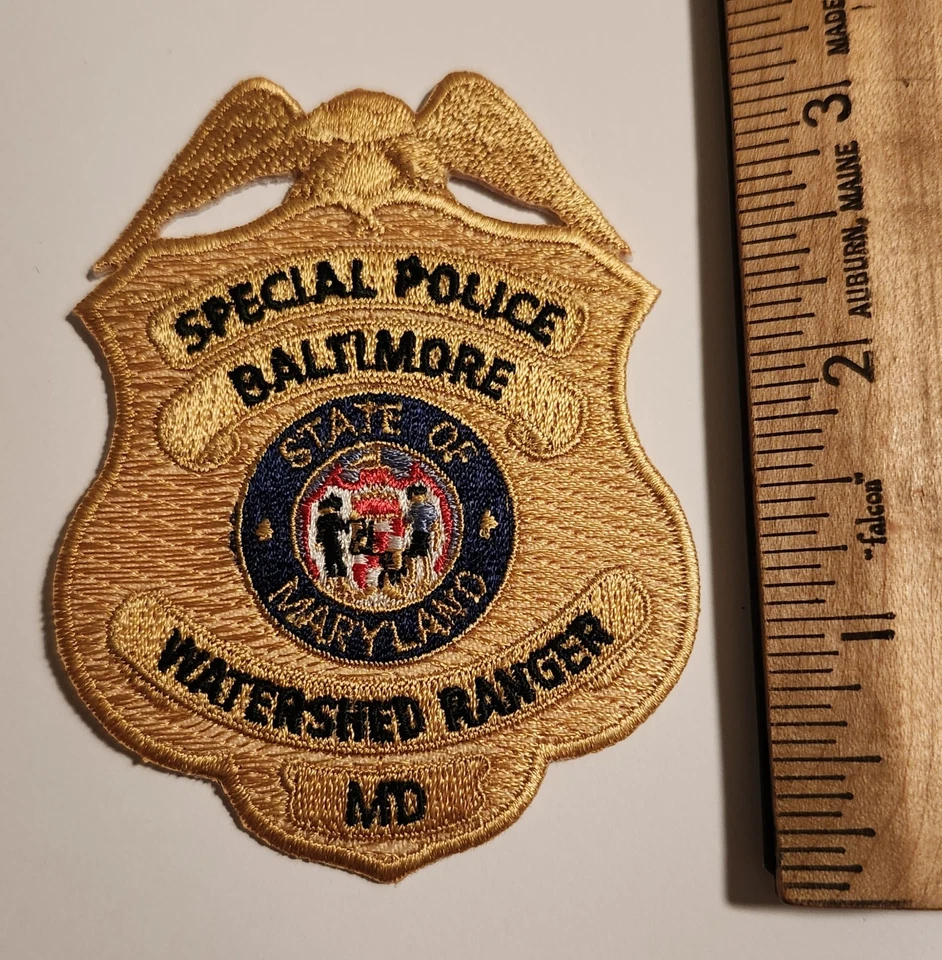 SPECIAL POLICE
BALTIMORE
STATE OF
MARYLAND
WATERSHED RANGER
MD
1
2
3
"falcon"
AUBURN, MAINE
MADE